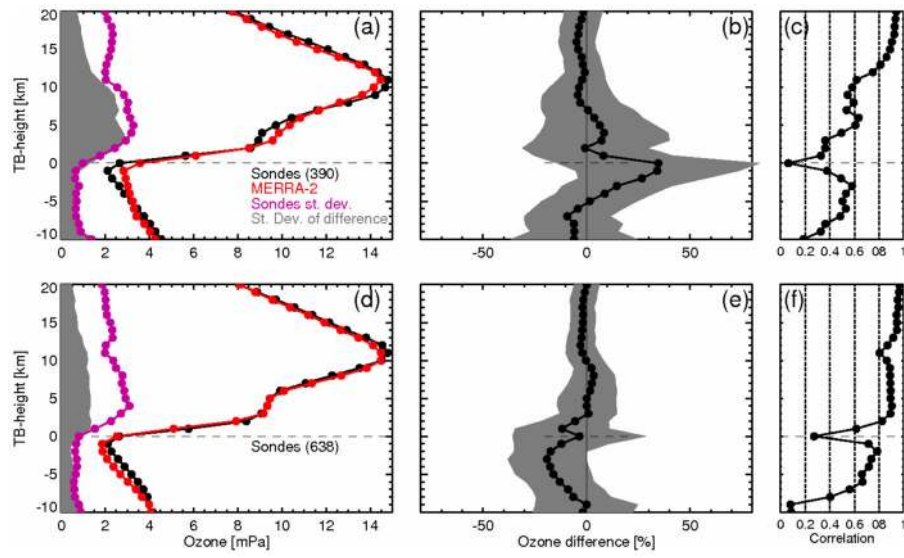 (a)
(b)
(c)
TB-height [km]
20
10
0
-5
-10
Sondes (390)
MERRA-2
Sondes st. dev.
St. Dev. of difference
0 2 4 6 8 10 12 14
-50 0 50
0 0.2 0.4 0.6 0.8 1
(d)
(e)
(f)
TB-height [km]
20
10
0
-5
-10
Sondes (638)
0 2 4 6 8 10 12 14
-50 0 50
0 0.2 0.4 0.6 0.8 1
Ozone [mPa]
Ozone difference [%]
Correlation